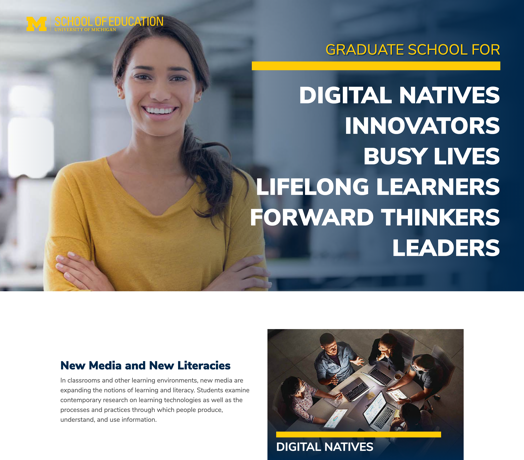 M SCHOOL OF EDUCATION
UNIVERSITY OF MICHIGAN
GRADUATE SCHOOL FOR
DIGITAL NATIVES
INNOVATORS
BUSY LIVES
LIFELONG LEARNERS
FORWARD THINKERS
LEADERS
New Media and New Literacies
In classrooms and other learning environments, new media are
expanding the notions of learning and literacy. Students examine
contemporary research on learning technologies as well as the
processes and practices through which people produce,
understand, and use information.
DIGITAL NATIVES